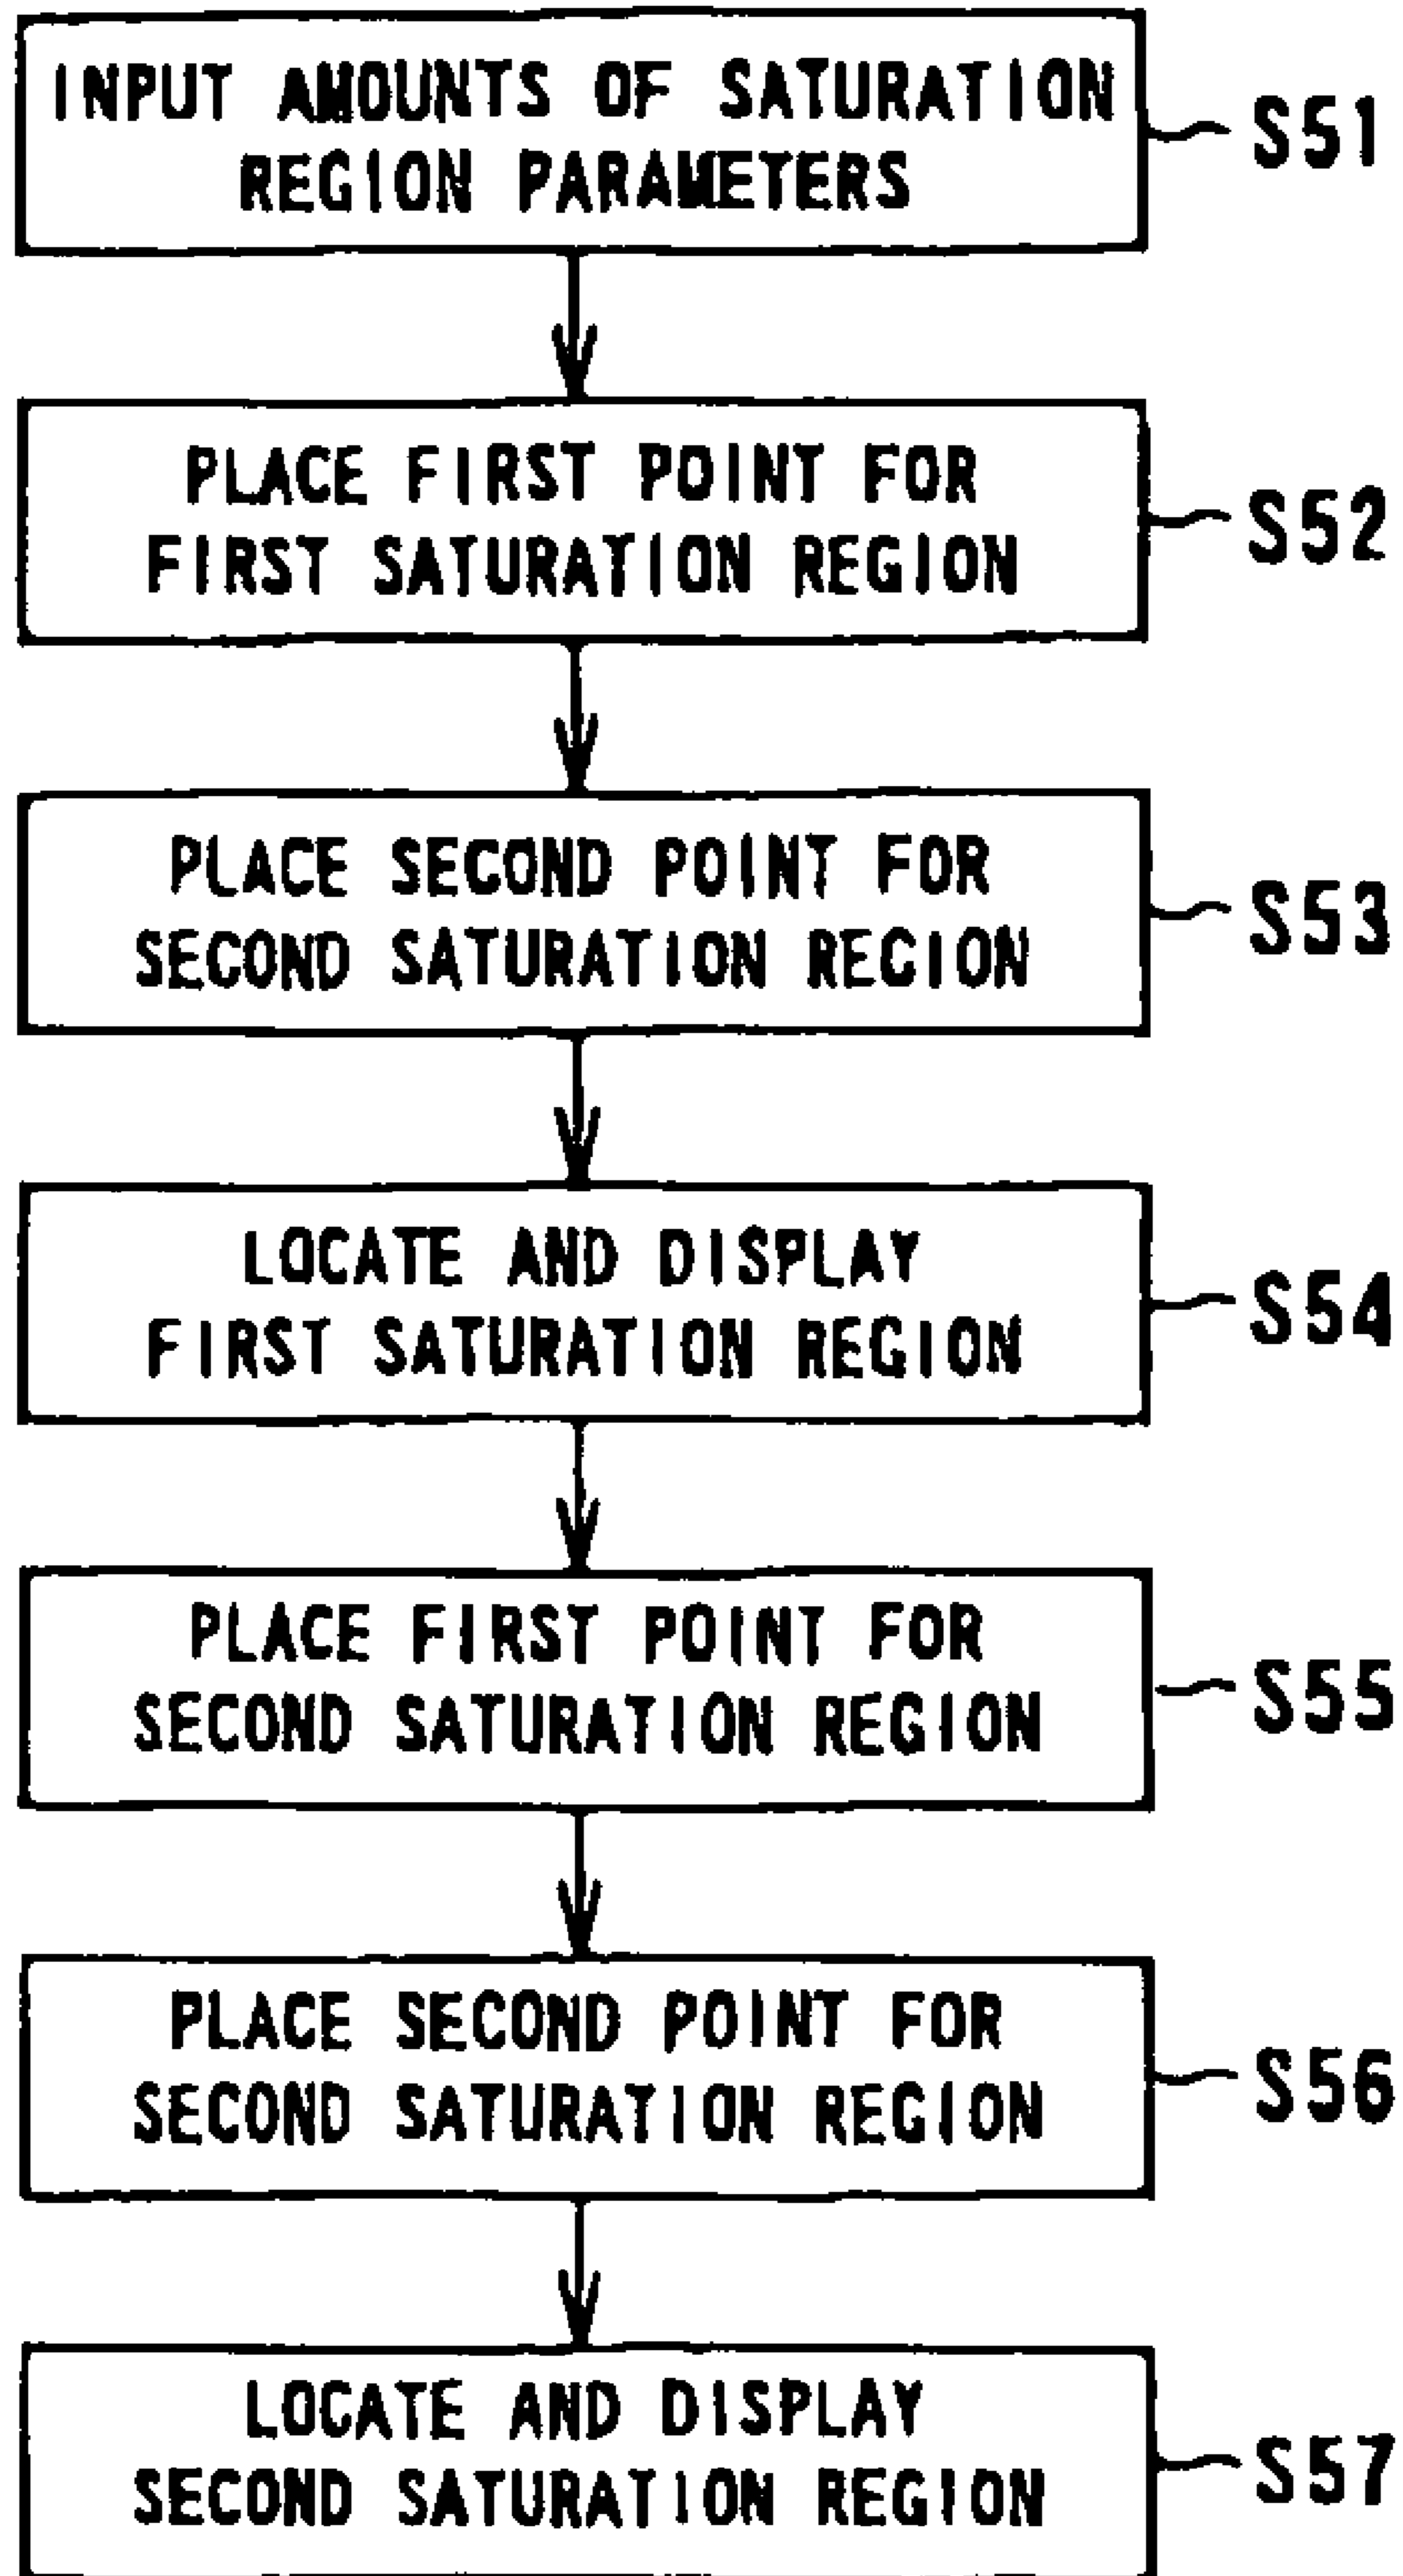 INPUT AMOUNTS OF SATURATION
REGION PARAMETERS
S51
PLACE FIRST POINT FOR
FIRST SATURATION REGION
S52
PLACE SECOND POINT FOR
SECOND SATURATION REGION
S53
LOCATE AND DISPLAY
FIRST SATURATION REGION
S54
PLACE FIRST POINT FOR
SECOND SATURATION REGION
S55
PLACE SECOND POINT FOR
SECOND SATURATION REGION
S56
LOCATE AND DISPLAY
SECOND SATURATION REGION
S57